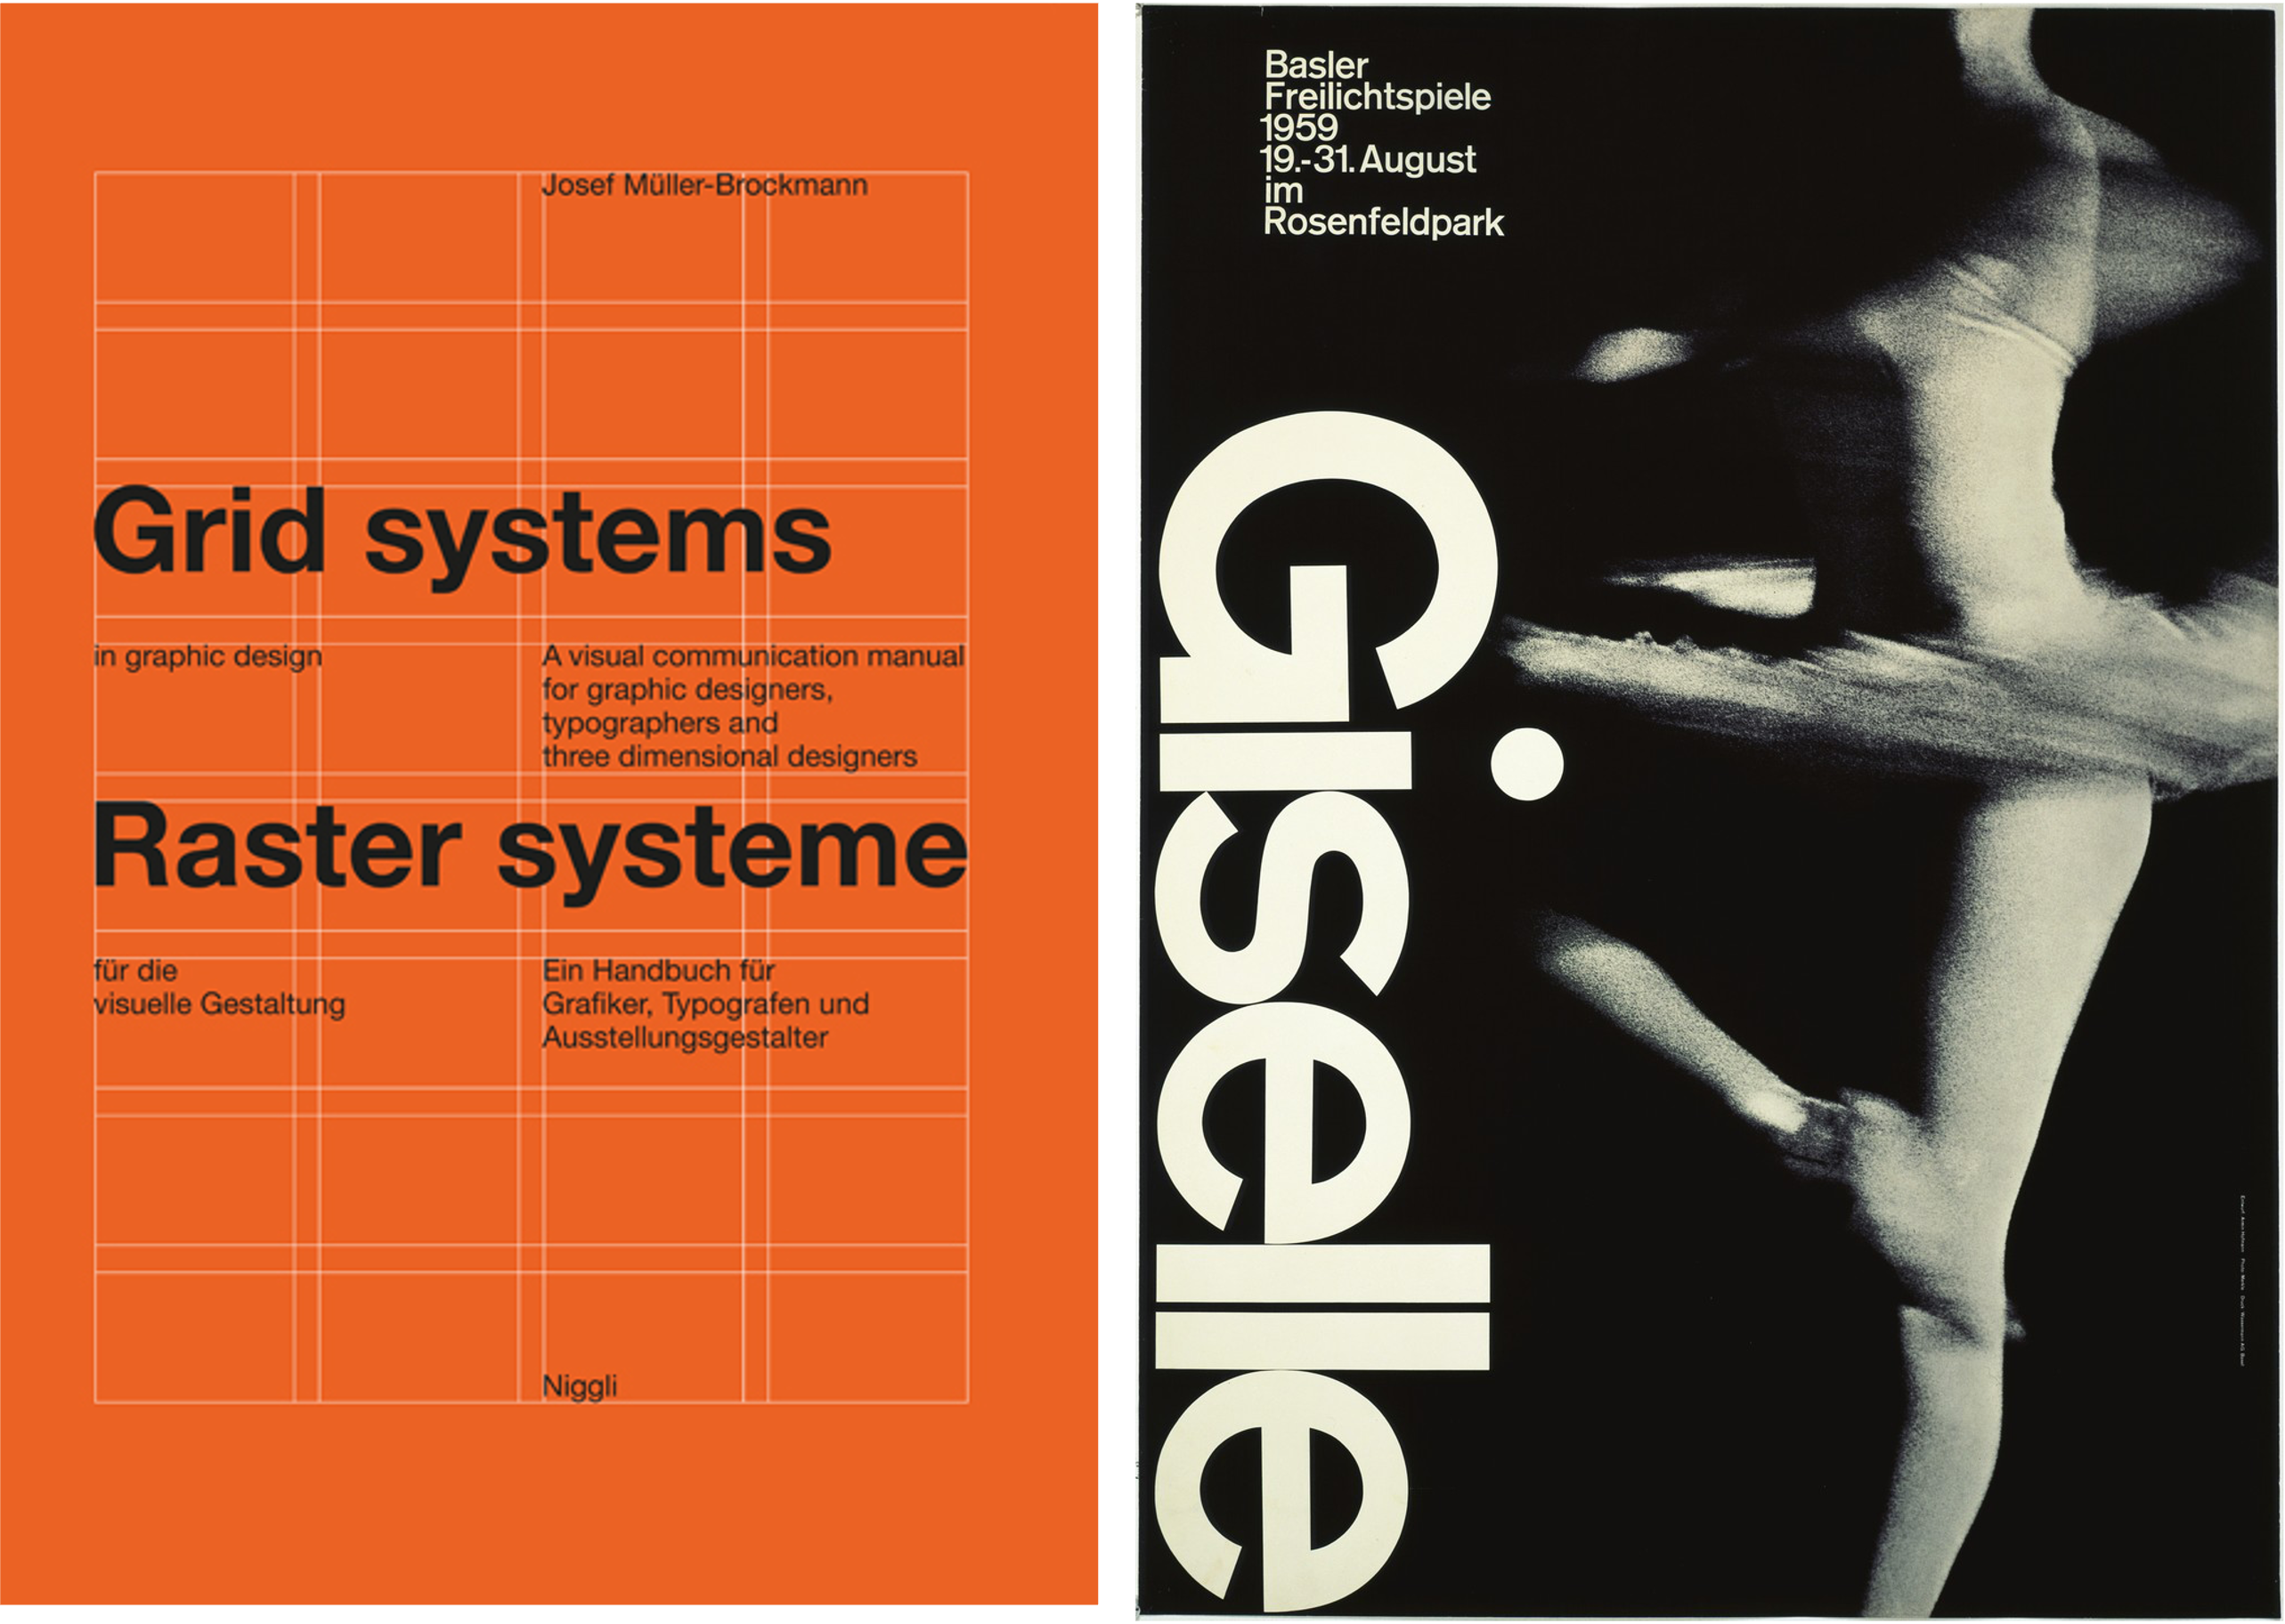 Josef Müller-Brockmann
Grid systems
in graphic design
A visual communication manual
for graphic designers,
typographers and
three dimensional designers
Raster systeme
für die
visuelle Gestaltung
Ein Handbuch für
Grafiker, Typografen und
Ausstellungsgestalter
Niggli
Basler
Freilichtspiele
1959
19.-31. August
im
Rosenfeldpark
Giselle